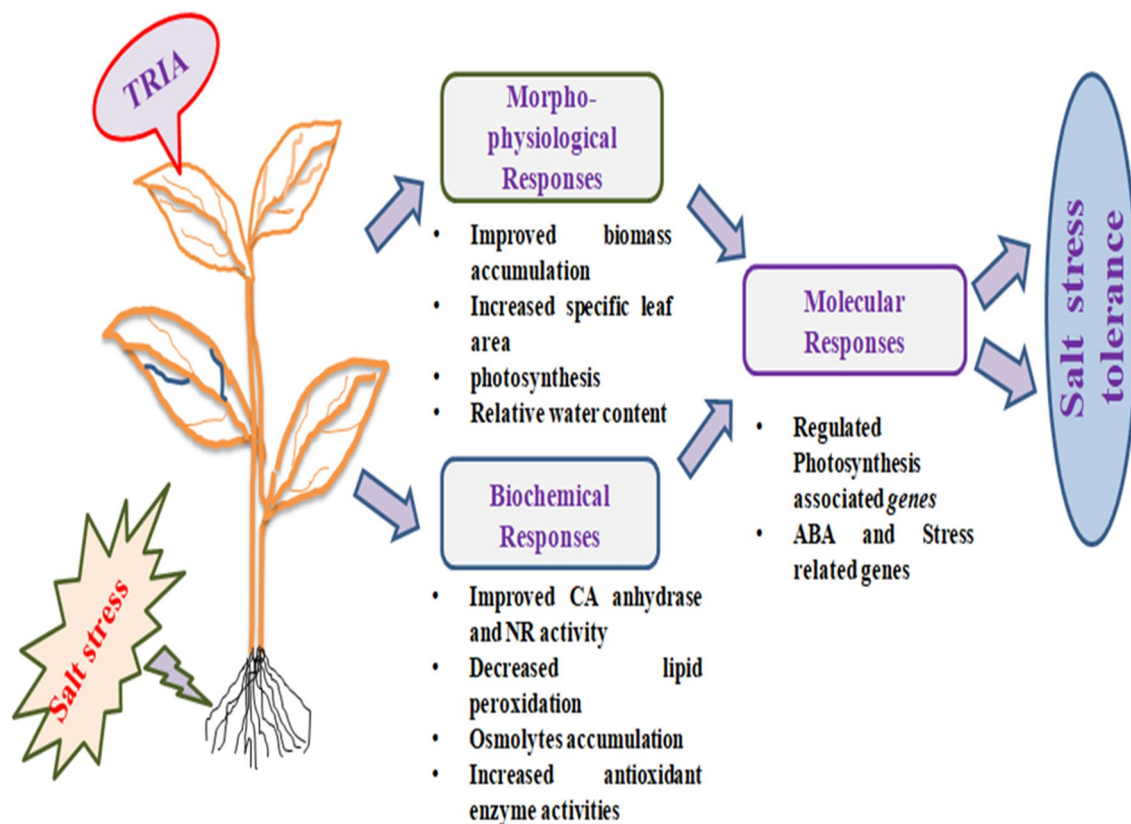 TRIA
Morpho-
physiological
Responses
• Improved biomass
accumulation
• Increased specific leaf
area
• photosynthesis
• Relative water content
Biochemical
Responses
• Improved CA anhydrase
and NR activity
• Decreased lipid
peroxidation
• Osmolytes accumulation
• Increased antioxidant
enzyme activities
Salt stress
Molecular
Responses
• Regulated
Photosynthesis
associated genes
• ABA and Stress
related genes
Salt stress
tolerance